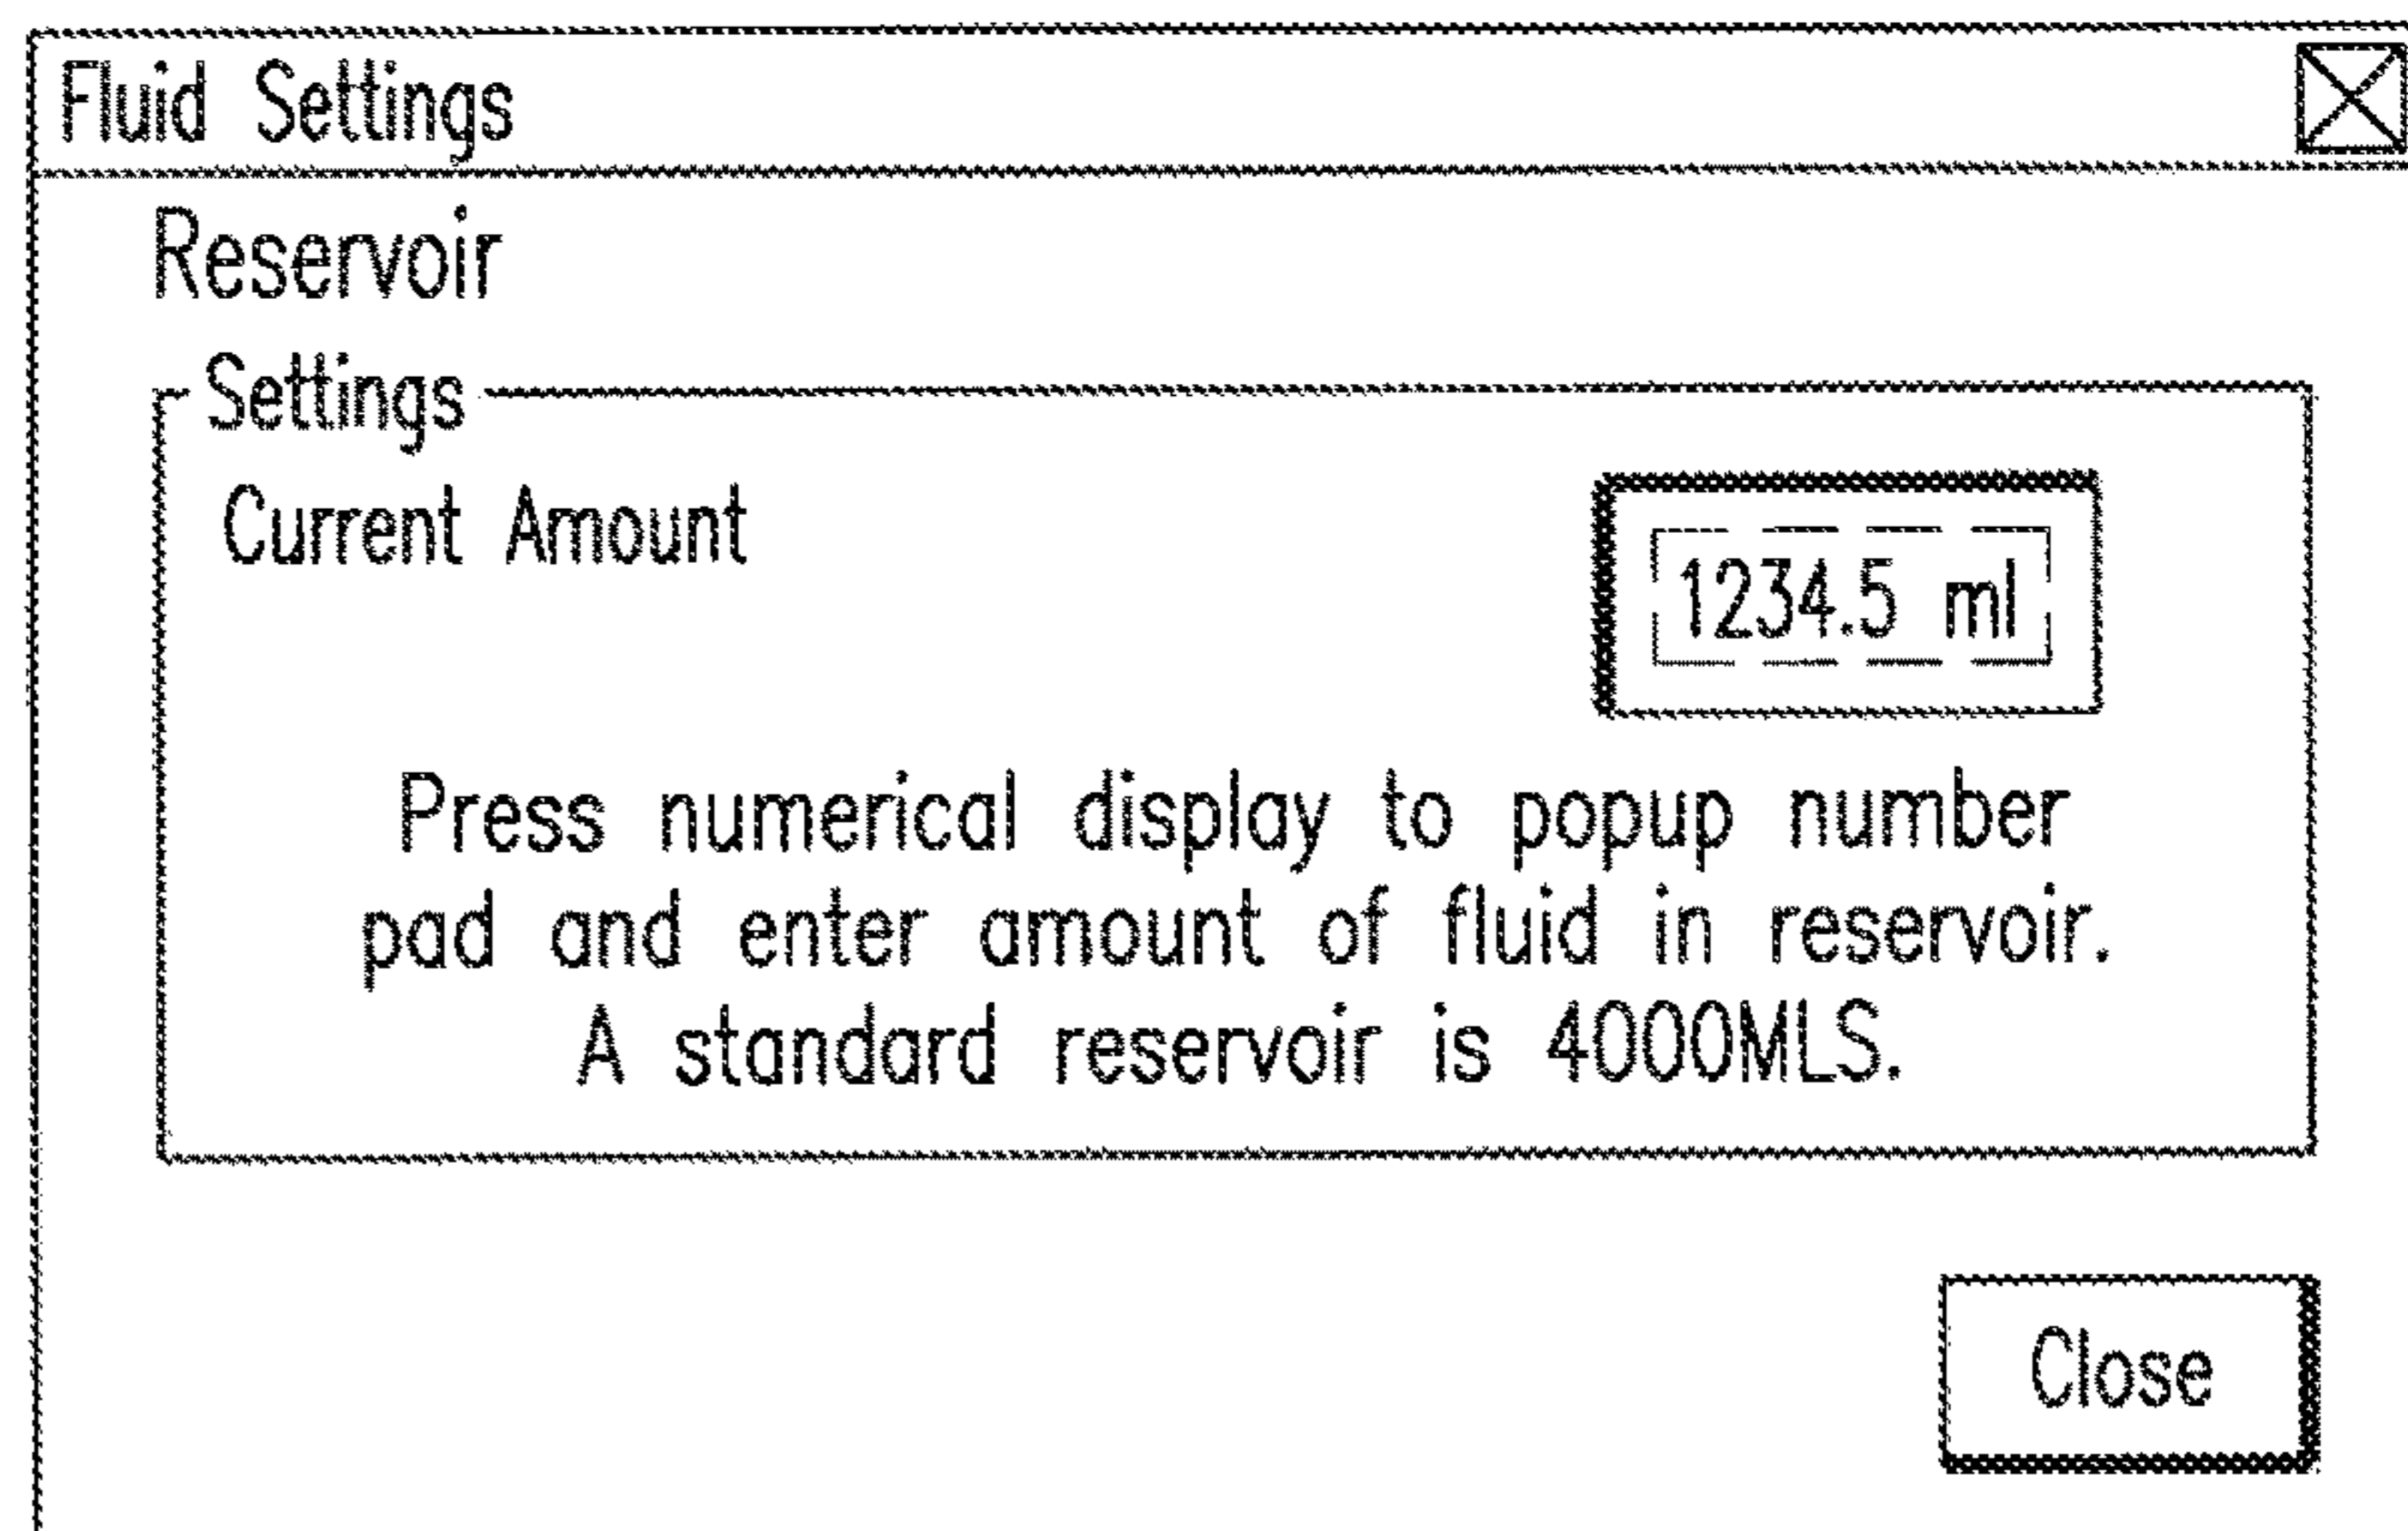 Fluid Settings
Reservoir
Settings
Current Amount
1234.5 ml
Press numerical display to popup number
pad and enter amount of fluid in reservoir.
A standard reservoir is 4000MLS.
Close